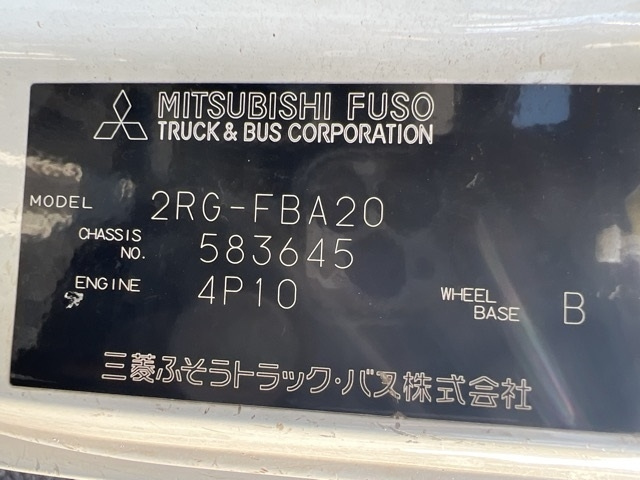 MITSUBISHI FUSO
TRUCK & BUS CORPORATION
MODEL 2RG-FBA20
CHASSIS NO. 583645
ENGINE 4P10 WHEEL BASE B
三菱ふそうトラック・バス株式会社